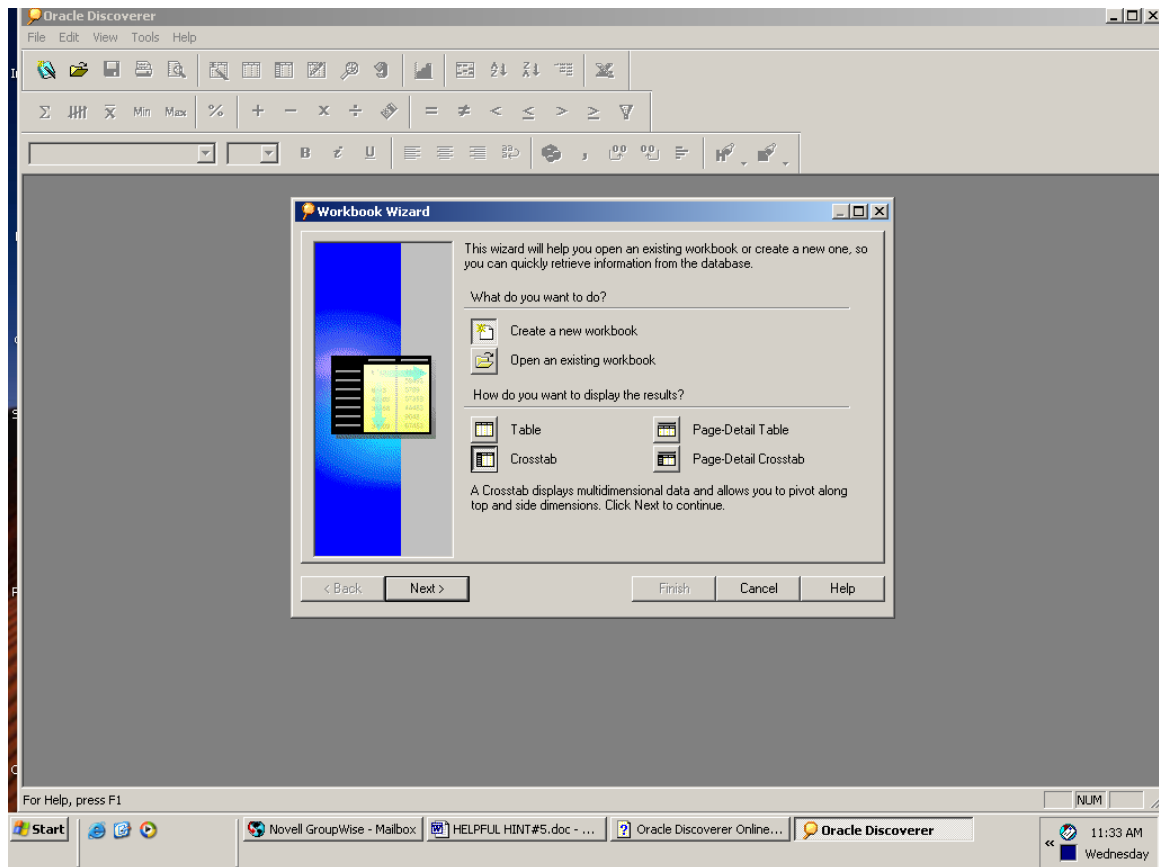 Oracle Discoverer
File Edit View Tools Help
Σ x̄ Min Max % + − × ÷ = ≠ < ≤ > ≥
B i U
Workbook Wizard
This wizard will help you open an existing workbook or create a new one, so
you can quickly retrieve information from the database.
What do you want to do?
Create a new workbook
Open an existing workbook
How do you want to display the results?
Table Page-Detail Table
Crosstab Page-Detail Crosstab
A Crosstab displays multidimensional data and allows you to pivot along
top and side dimensions. Click Next to continue.
< Back Next > Finish Cancel Help
For Help, press F1 NUM
Start Novell GroupWise - Mailbox HELPFUL HINT#5.doc - ... Oracle Discoverer Online... Oracle Discoverer « 11:33 AM
Wednesday